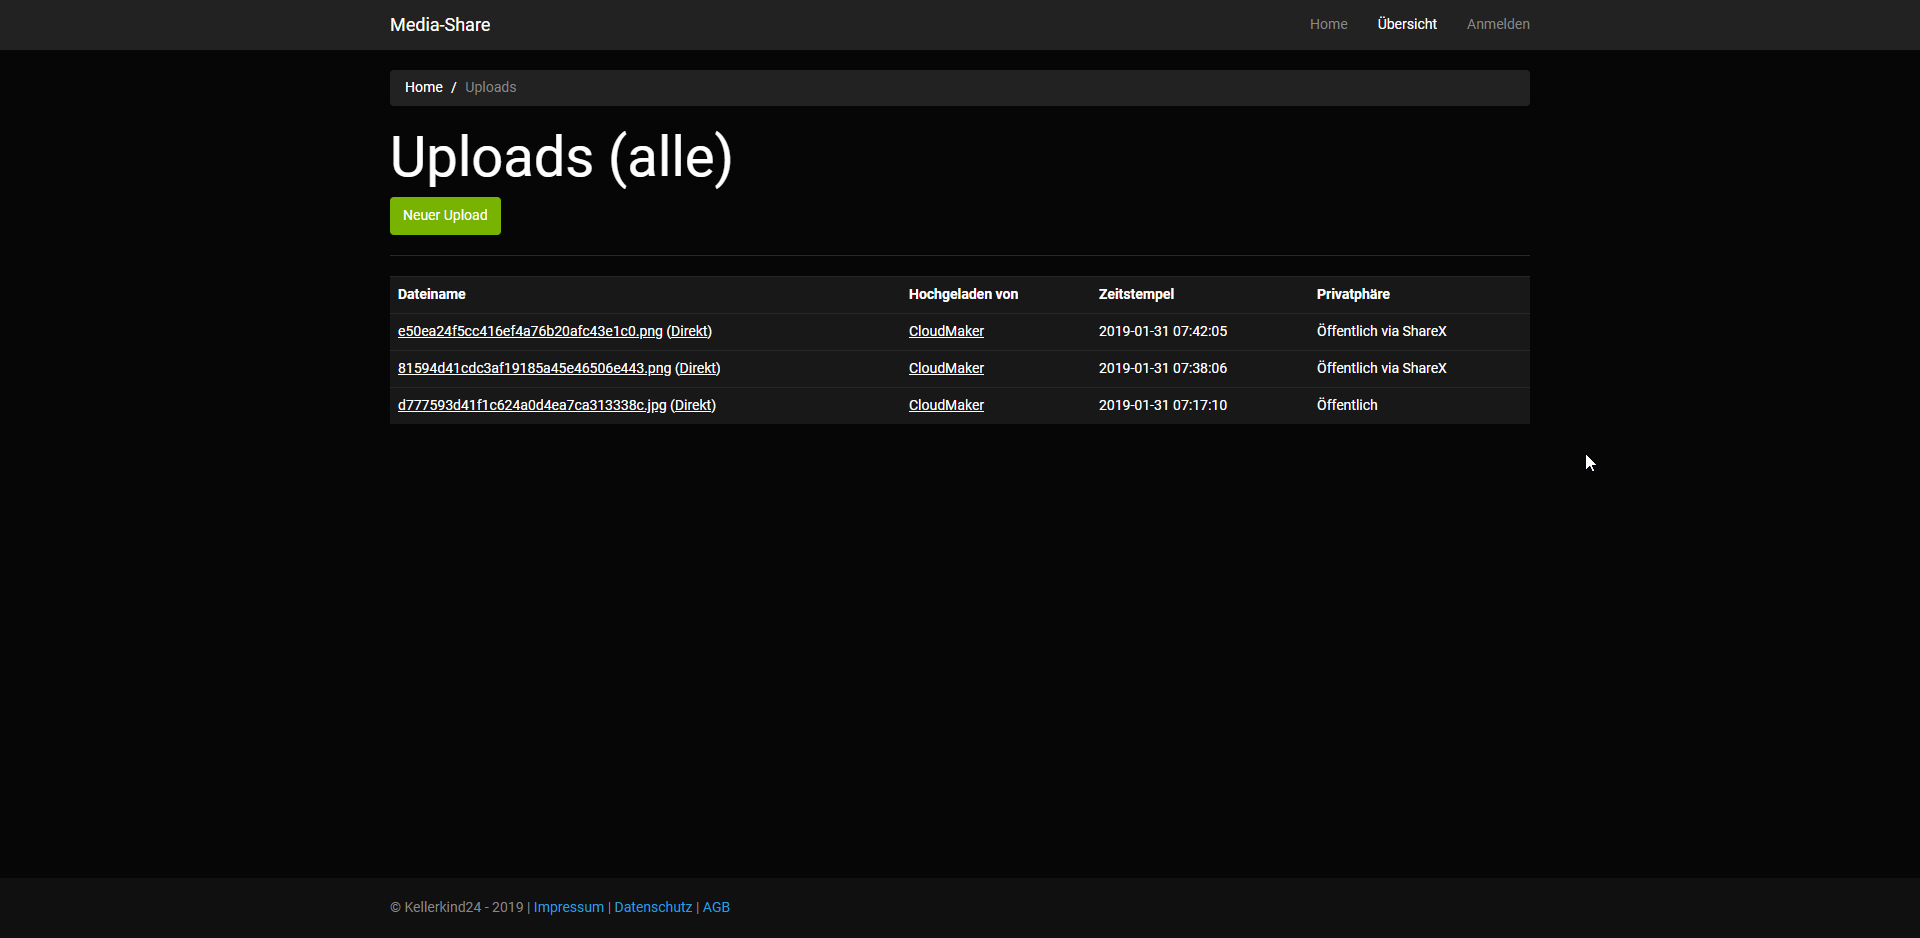 Media-Share Home Übersicht Anmelden
Home / Uploads
Uploads (alle)
Neuer Upload
Dateiname Hochgeladen von Zeitstempel Privatphäre
e50ea24f5cc416ef4a76b20afc43e1c0.png (Direkt) CloudMaker 2019-01-31 07:42:05 Öffentlich via ShareX
81594d41cdc3af19185a45e46506e443.png (Direkt) CloudMaker 2019-01-31 07:38:06 Öffentlich via ShareX
d777593d41f1c624a0d4ea7ca313338c.jpg (Direkt) CloudMaker 2019-01-31 07:17:10 Öffentlich
© Kellerkind24 - 2019 | Impressum | Datenschutz | AGB